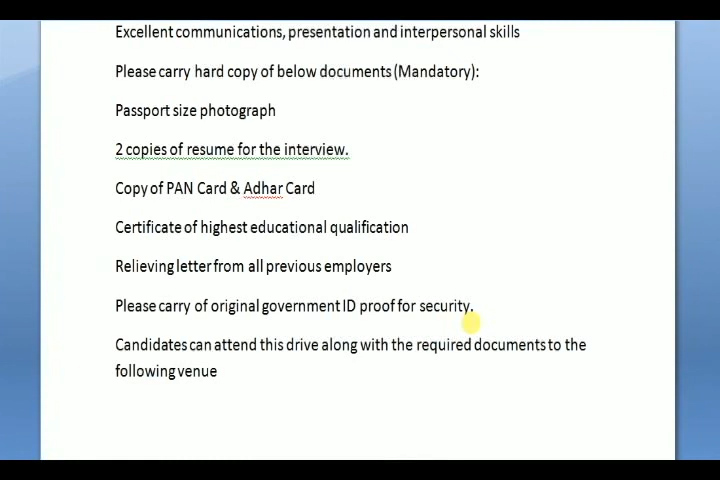 Excellent communications, presentation and interpersonal skills
Please carry hard copy of below documents (Mandatory):
Passport size photograph
2 copies of resume for the interview.
Copy of PAN Card & Adhar Card
Certificate of highest educational qualification
Relieving letter from all previous employers
Please carry of original government ID proof for security.
Candidates can attend this drive along with the required documents to the
following venue